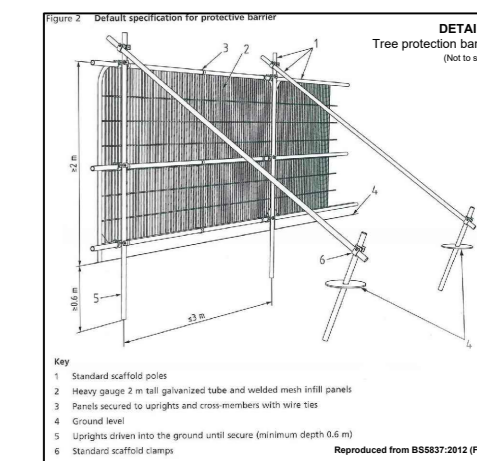 Figure 2 Default specification for protective barrier
DETAI
Tree protection bar
(Not to s
3
2
1
≥2 m
4
6
≥0.6 m
5
≤3 m
4
Key
1 Standard scaffold poles
2 Heavy gauge 2 m tall galvanized tube and welded mesh infill panels
3 Panels secured to uprights and cross-members with wire ties
4 Ground level
5 Uprights driven into the ground until secure (minimum depth 0.6 m)
6 Standard scaffold clamps
Reproduced from BS5837:2012 (F